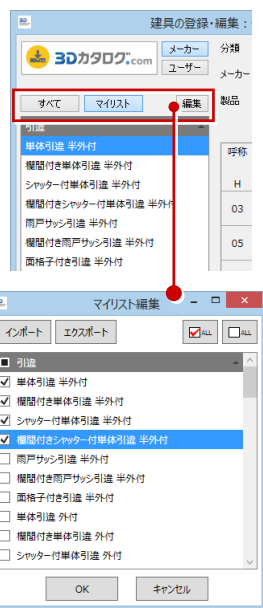 建具の登録・編集：
3Dカタログ.com
メーカー
ユーザー
分類
メーカー
製品
すべて
マイリスト
編集
引違
単体引違 半外付
欄間付き単体引違 半外付
シャッター付単体引違 半外付
欄間付きシャッター付単体引違 半外付
雨戸サッシ引違 半外付
欄間付き雨戸サッシ引違 半外付
面格子付き引違 半外付
呼称
H
03
05
マイリスト編集
インポート
エクスポート
ALL
ALL
引違
単体引違 半外付
欄間付き単体引違 半外付
シャッター付単体引違 半外付
欄間付きシャッター付単体引違 半外付
雨戸サッシ引違 半外付
欄間付き雨戸サッシ引違 半外付
面格子付き引違 半外付
単体引違 外付
欄間付き単体引違 外付
シャッター付単体引違 外付
OK
キャンセル